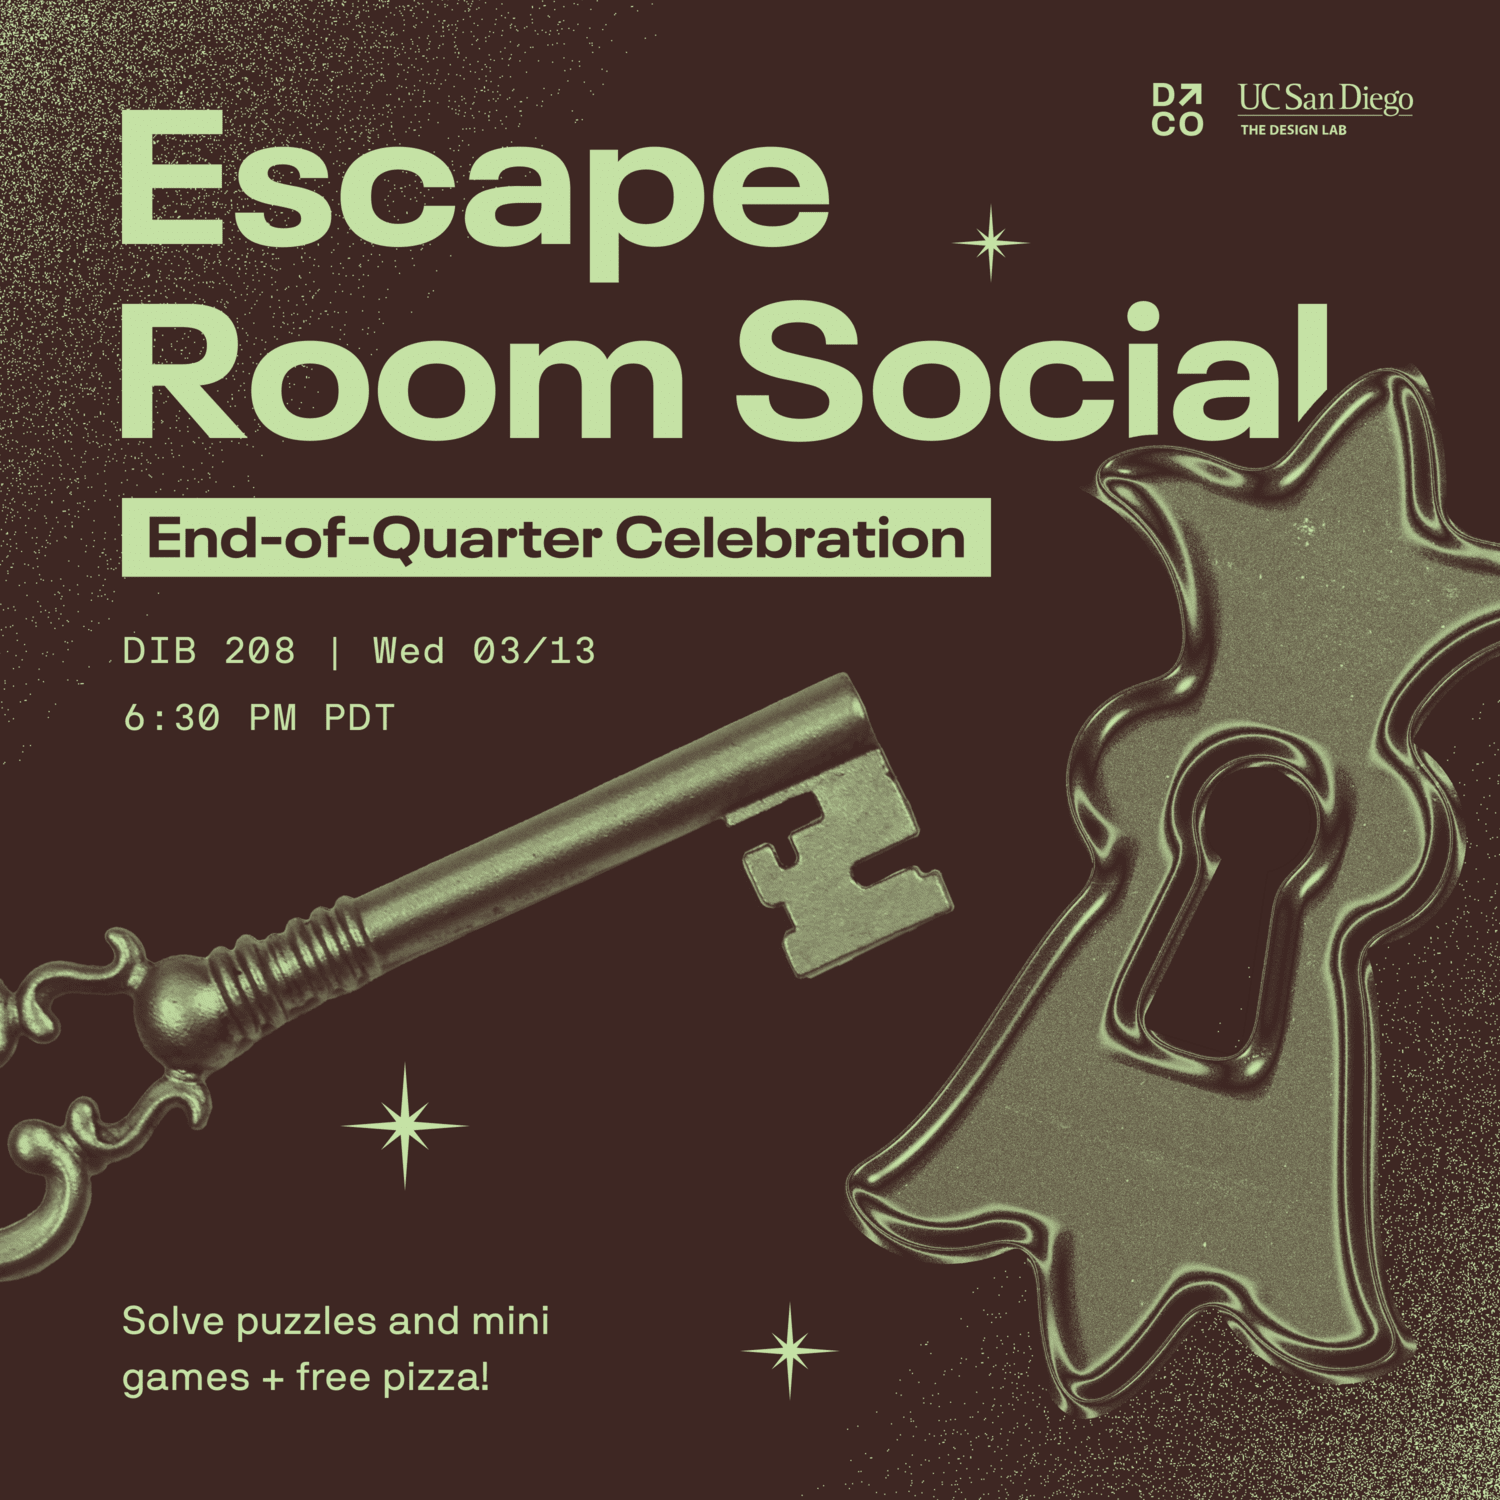 Escape
Room Social
D↗
CO
UC San Diego
THE DESIGN LAB
End-of-Quarter Celebration
DIB 208 | Wed 03/13
6:30 PM PDT
Solve puzzles and mini
games + free pizza!